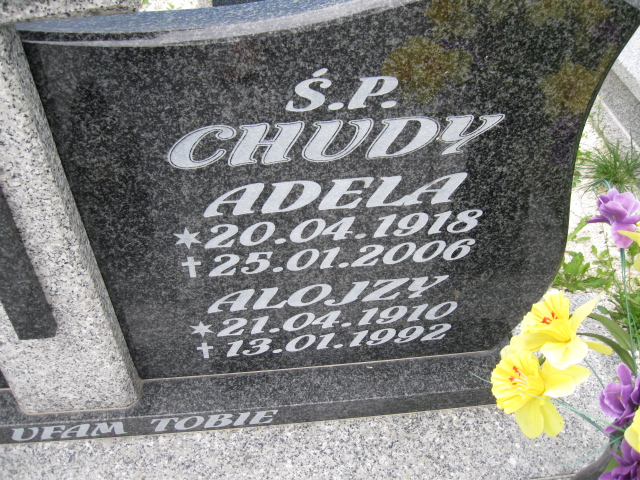 Ś.P.
CHUDY
ADELA
*20.04.1918
✝25.01.2006
ALOJZY
*21.04.1910
✝13.01.1992
UFAM TOBIE